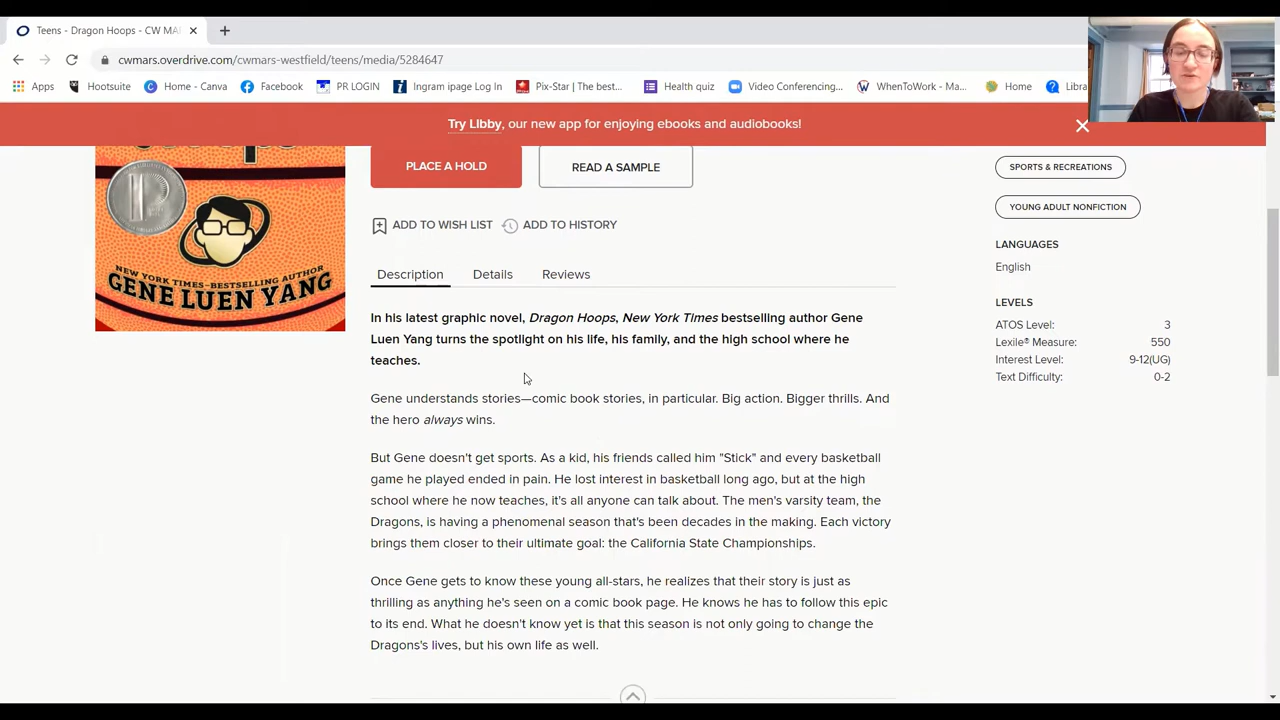 Teens - Dragon Hoops - CW MA
cwmars.overdrive.com/cwmars-westfield/teens/media/5284647
Apps Hootsuite Home - Canva Facebook PR LOGIN Ingram ipage Log In Pix-Star | The best... Health quiz Video Conferencing... WhenToWork - Ma... Home Libra
Try Libby, our new app for enjoying ebooks and audiobooks!
PLACE A HOLD
READ A SAMPLE
ADD TO WISH LIST
ADD TO HISTORY
NEW YORK TIMES-BESTSELLING AUTHOR
GENE LUEN YANG
Description Details Reviews
In his latest graphic novel, Dragon Hoops, New York Times bestselling author Gene
Luen Yang turns the spotlight on his life, his family, and the high school where he
teaches.
Gene understands stories—comic book stories, in particular. Big action. Bigger thrills. And
the hero always wins.
But Gene doesn't get sports. As a kid, his friends called him "Stick" and every basketball
game he played ended in pain. He lost interest in basketball long ago, but at the high
school where he now teaches, it's all anyone can talk about. The men's varsity team, the
Dragons, is having a phenomenal season that's been decades in the making. Each victory
brings them closer to their ultimate goal: the California State Championships.
Once Gene gets to know these young all-stars, he realizes that their story is just as
thrilling as anything he's seen on a comic book page. He knows he has to follow this epic
to its end. What he doesn't know yet is that this season is not only going to change the
Dragons's lives, but his own life as well.
SPORTS & RECREATIONS
YOUNG ADULT NONFICTION
LANGUAGES
English
LEVELS
ATOS Level: 3
Lexile® Measure: 550
Interest Level: 9-12(UG)
Text Difficulty: 0-2